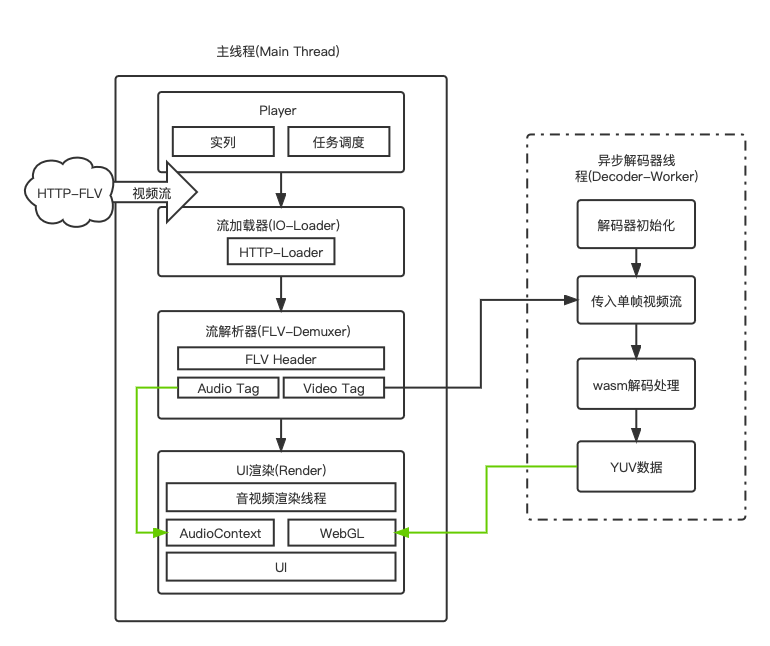 主线程(Main Thread)
Player
实列
任务调度
HTTP-FLV
视频流
流加载器(IO-Loader)
HTTP-Loader
流解析器(FLV-Demuxer)
FLV Header
Audio Tag
Video Tag
UI渲染(Render)
音视频渲染线程
AudioContext
WebGL
UI
异步解码器线
程(Decoder-Worker)
解码器初始化
传入单帧视频流
wasm解码处理
YUV数据